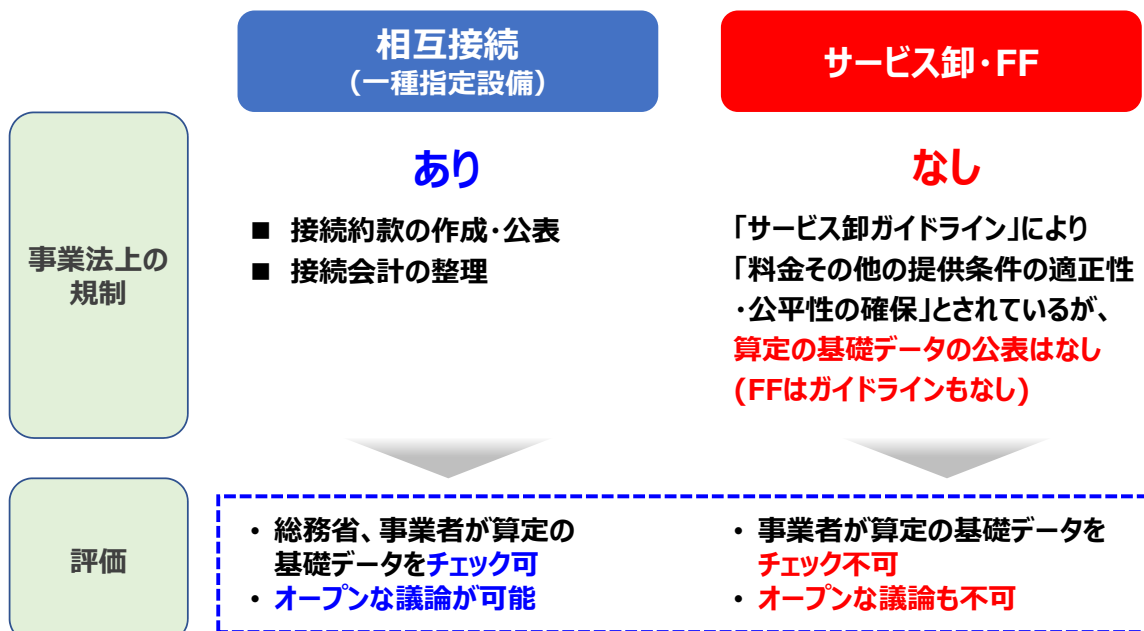 相互接続
(一種指定設備)
サービス卸・FF
事業法上の
規制
あり
■ 接続約款の作成・公表
■ 接続会計の整理
なし
「サービス卸ガイドライン」により
「料金その他の提供条件の適正性
・公平性の確保」とされているが、
算定の基礎データの公表はなし
(FFはガイドラインもなし)
評価
・ 総務省、事業者が算定の
基礎データをチェック可
・ オープンな議論が可能
・ 事業者が算定の基礎データを
チェック不可
・ オープンな議論も不可